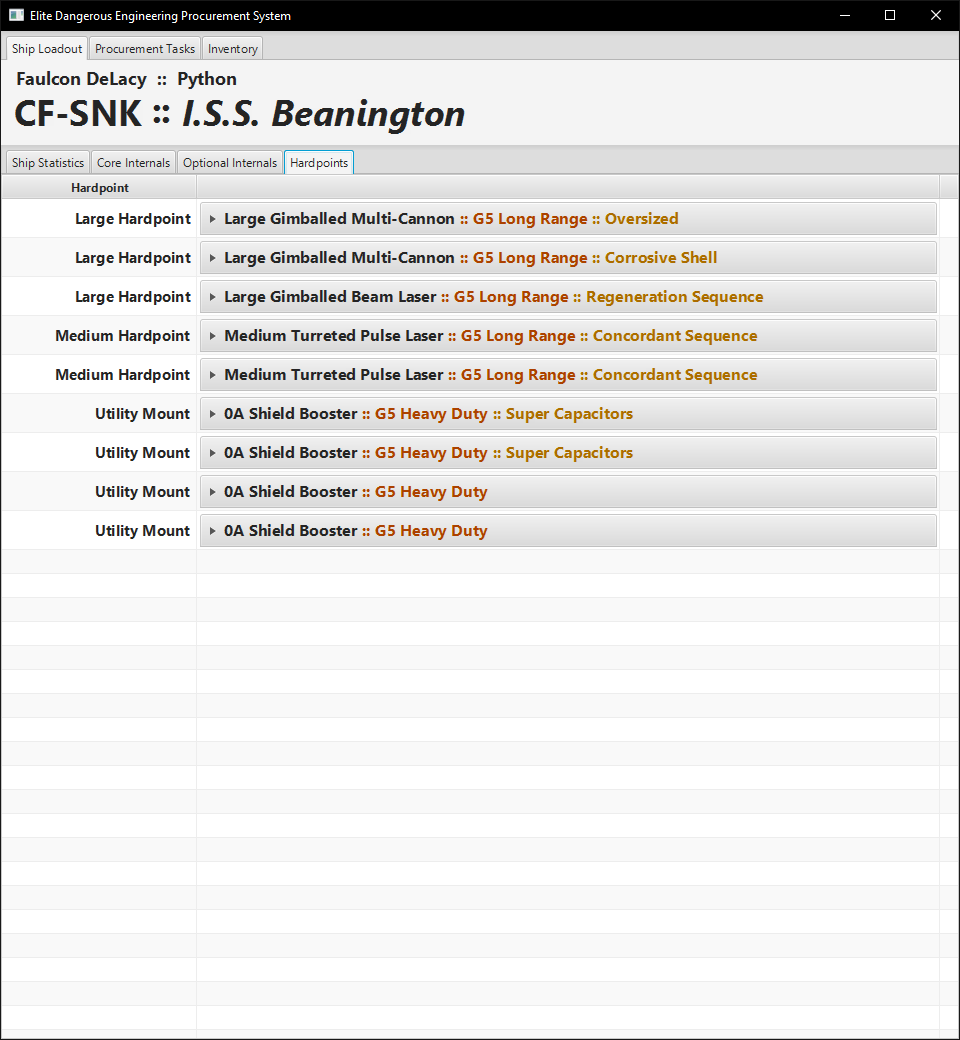 Elite Dangerous Engineering Procurement System
Ship Loadout Procurement Tasks Inventory
Faulcon DeLacy :: Python
CF-SNK :: I.S.S. Beanington
Ship Statistics Core Internals Optional Internals Hardpoints
Hardpoint
Large Hardpoint Large Gimballed Multi-Cannon :: G5 Long Range :: Oversized
Large Hardpoint Large Gimballed Multi-Cannon :: G5 Long Range :: Corrosive Shell
Large Hardpoint Large Gimballed Beam Laser :: G5 Long Range :: Regeneration Sequence
Medium Hardpoint Medium Turreted Pulse Laser :: G5 Long Range :: Concordant Sequence
Medium Hardpoint Medium Turreted Pulse Laser :: G5 Long Range :: Concordant Sequence
Utility Mount 0A Shield Booster :: G5 Heavy Duty :: Super Capacitors
Utility Mount 0A Shield Booster :: G5 Heavy Duty :: Super Capacitors
Utility Mount 0A Shield Booster :: G5 Heavy Duty
Utility Mount 0A Shield Booster :: G5 Heavy Duty